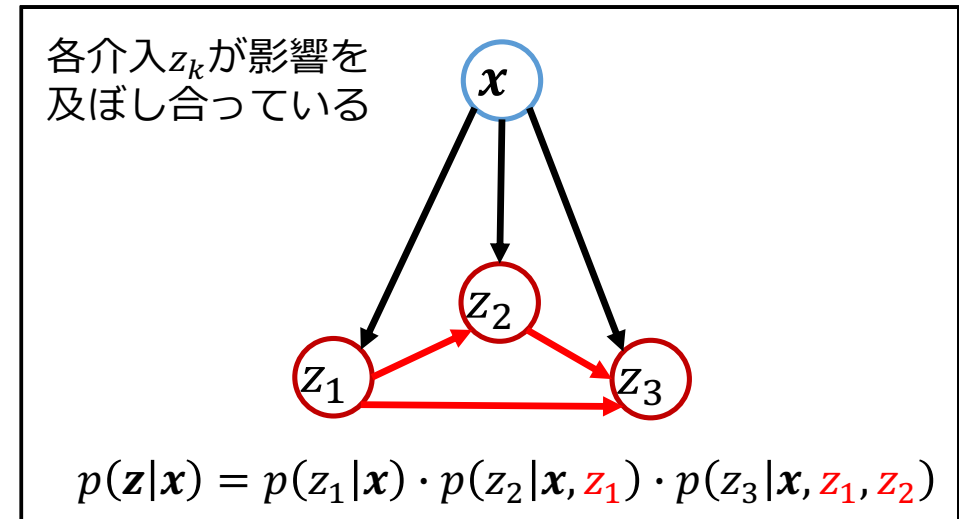 各介入z_kが影響を
及ぼし合っている
x
z_2
z_1
z_3
p(z|x) = p(z_1|x) · p(z_2|x, z_1) · p(z_3|x, z_1, z_2)